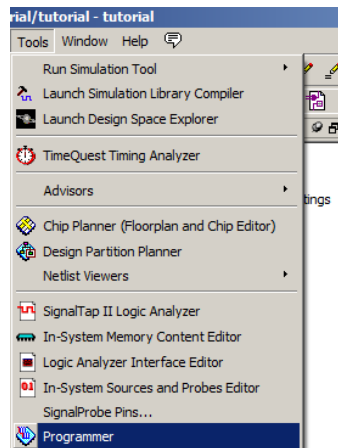 rial/tutorial - tutorial
Tools Window Help
Run Simulation Tool
Launch Simulation Library Compiler
Launch Design Space Explorer
TimeQuest Timing Analyzer
Advisors
tings
Chip Planner (Floorplan and Chip Editor)
Design Partition Planner
Netlist Viewers
SignalTap II Logic Analyzer
In-System Memory Content Editor
Logic Analyzer Interface Editor
In-System Sources and Probes Editor
SignalProbe Pins...
Programmer